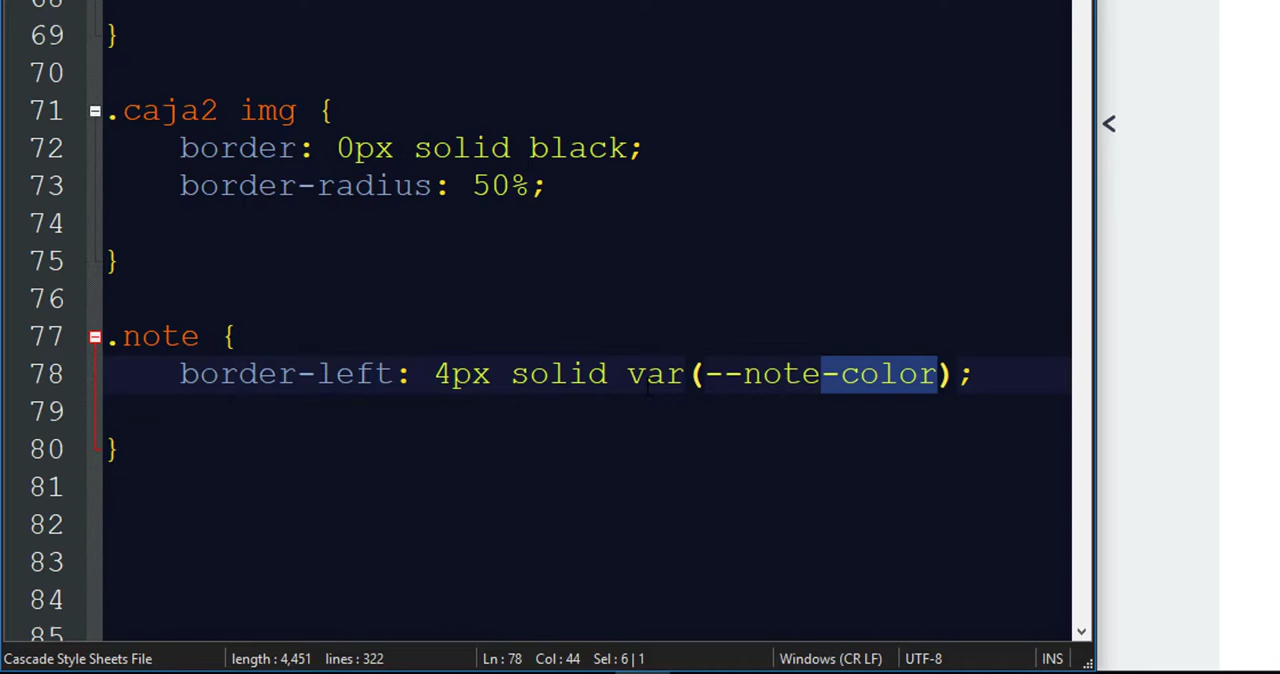 68
69 }
70
71 .caja2 img {
72 border: 0px solid black;
73 border-radius: 50%;
74
75 }
76
77 .note {
78 border-left: 4px solid var(--note-color);
79
80 }
81
82
83
84
85
Cascade Style Sheets File length : 4,451 lines : 322 Ln : 78 Col : 44 Sel : 6 | 1 Windows (CR LF) UTF-8 INS